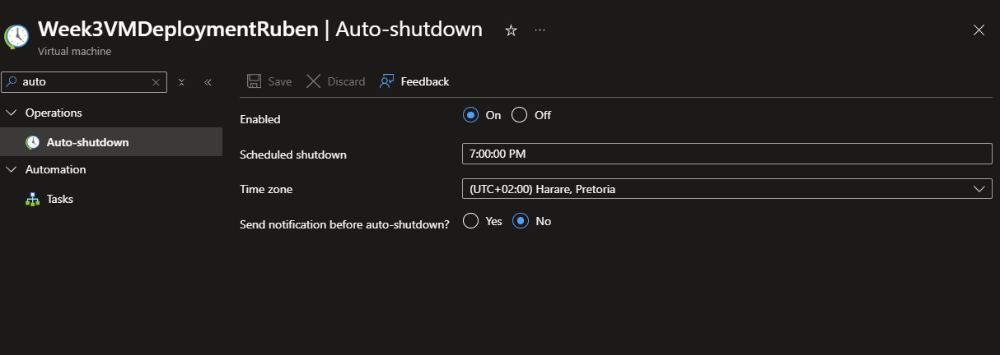 Week3VMDeploymentRuben | Auto-shutdown
Virtual machine
auto
Save Discard Feedback
Operations
Auto-shutdown
Automation
Tasks
Enabled On Off
Scheduled shutdown 7:00:00 PM
Time zone (UTC+02:00) Harare, Pretoria
Send notification before auto-shutdown? Yes No